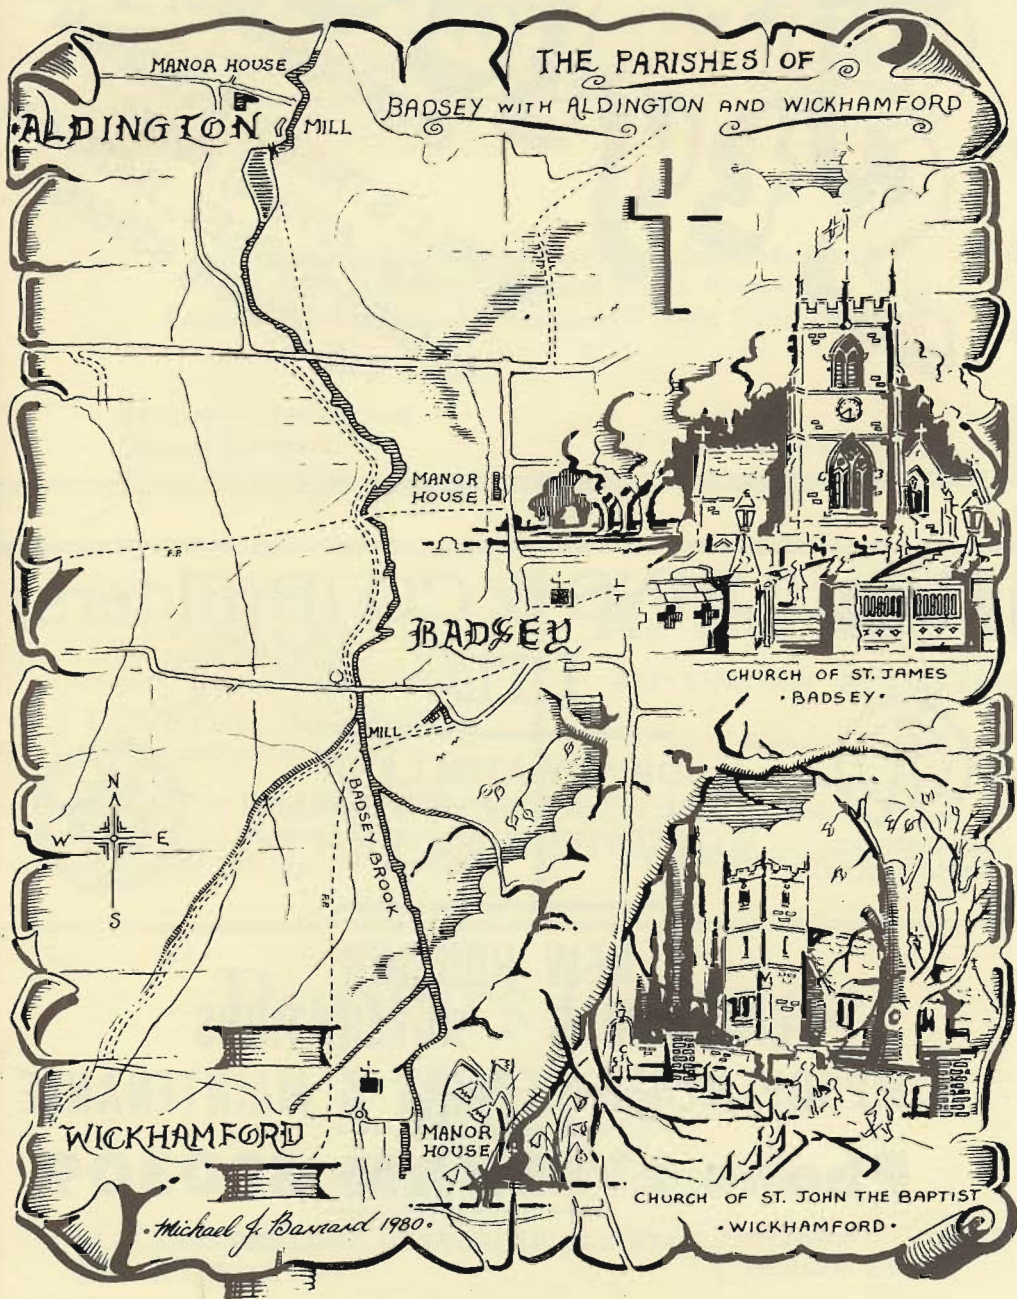 THE PARISHES OF
BADSEY WITH ALDINGTON AND WICKHAMFORD
MANOR HOUSE
ALDINGTON
MILL
MANOR
HOUSE
F.P.
BADSEY
CHURCH OF ST. JAMES
• BADSEY •
MILL
N
W E
S
BADSEY BROOK
F.P.
WICKHAMFORD
MANOR
HOUSE
CHURCH OF ST. JOHN THE BAPTIST
• WICKHAMFORD •
• Michael J. Barnard 1980 •